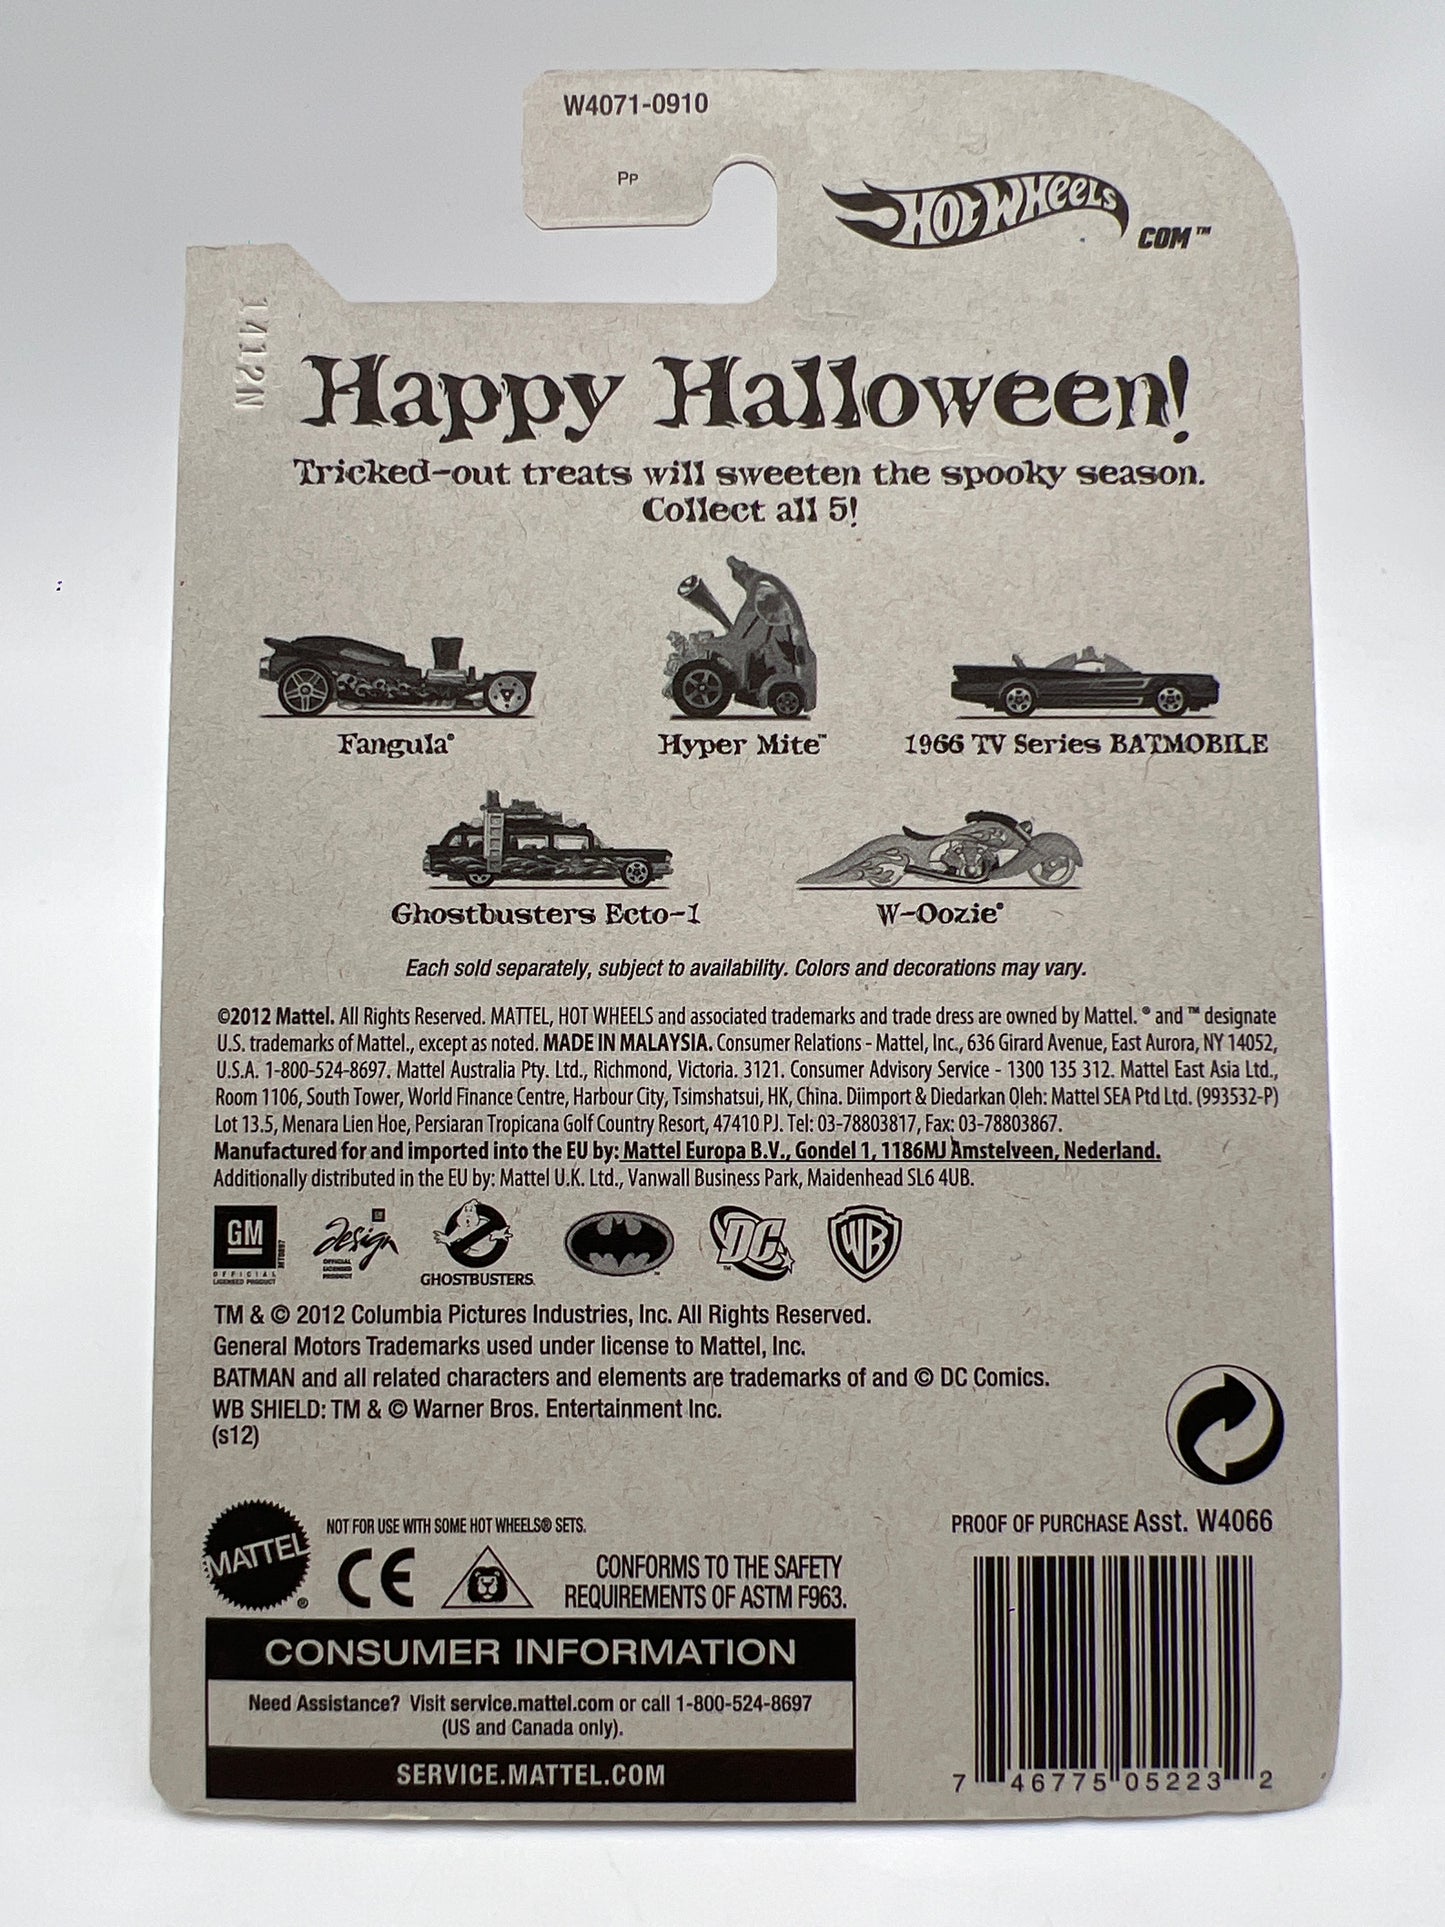 W4071-0910
PP
HOT WHEELS
COM™
1412N
Happy Halloween!
Tricked-out treats will sweeten the spooky season.
Collect all 5!
Fangula®
Hyper Mite™
1966 TV Series BATMOBILE
Ghostbusters Ecto-1
W-Oozie®
Each sold separately, subject to availability. Colors and decorations may vary.
©2012 Mattel. All Rights Reserved. MATTEL, HOT WHEELS and associated trademarks and trade dress are owned by Mattel. ® and ™ designate
U.S. trademarks of Mattel., except as noted. MADE IN MALAYSIA. Consumer Relations - Mattel, Inc., 636 Girard Avenue, East Aurora, NY 14052,
U.S.A. 1-800-524-8697. Mattel Australia Pty. Ltd., Richmond, Victoria. 3121. Consumer Advisory Service - 1300 135 312. Mattel East Asia Ltd.,
Room 1106, South Tower, World Finance Centre, Harbour City, Tsimshatsui, HK, China. Diimport & Diedarkan Oleh: Mattel SEA Ptd Ltd. (993532-P)
Lot 13.5, Menara Lien Hoe, Persiaran Tropicana Golf Country Resort, 47410 PJ. Tel: 03-78803817, Fax: 03-78803867.
Manufactured for and imported into the EU by: Mattel Europa B.V., Gondel 1, 1186MJ Amstelveen, Nederland.
Additionally distributed in the EU by: Mattel U.K. Ltd., Vanwall Business Park, Maidenhead SL6 4UB.
GM
OFFICIAL
LICENSED PRODUCT
GM
design
OFFICIAL
LICENSED
PRODUCT
GHOSTBUSTERS
™
DC
™
WB
TM & © 2012 Columbia Pictures Industries, Inc. All Rights Reserved.
General Motors Trademarks used under license to Mattel, Inc.
BATMAN and all related characters and elements are trademarks of and © DC Comics.
WB SHIELD: TM & © Warner Bros. Entertainment Inc.
(s12)
MATTEL®
NOT FOR USE WITH SOME HOT WHEELS® SETS.
CE
CONFORMS TO THE SAFETY
REQUIREMENTS OF ASTM F963.
CONSUMER INFORMATION
Need Assistance? Visit service.mattel.com or call 1-800-524-8697
(US and Canada only).
SERVICE.MATTEL.COM
PROOF OF PURCHASE Asst. W4066
7 46775 05223 2